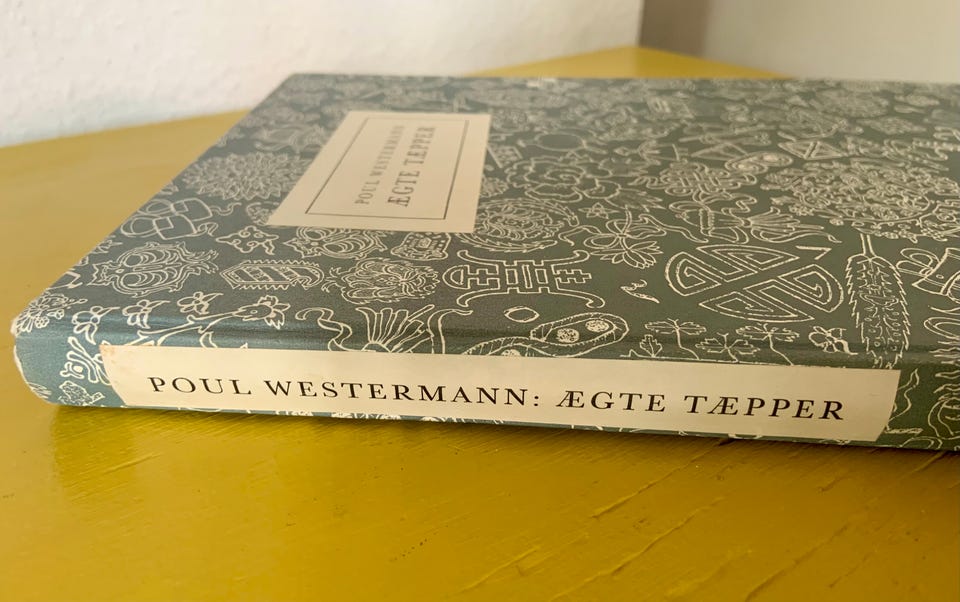 POUL WESTERMANN
ÆGTE TÆPPER
POUL WESTERMANN: ÆGTE TÆPPER